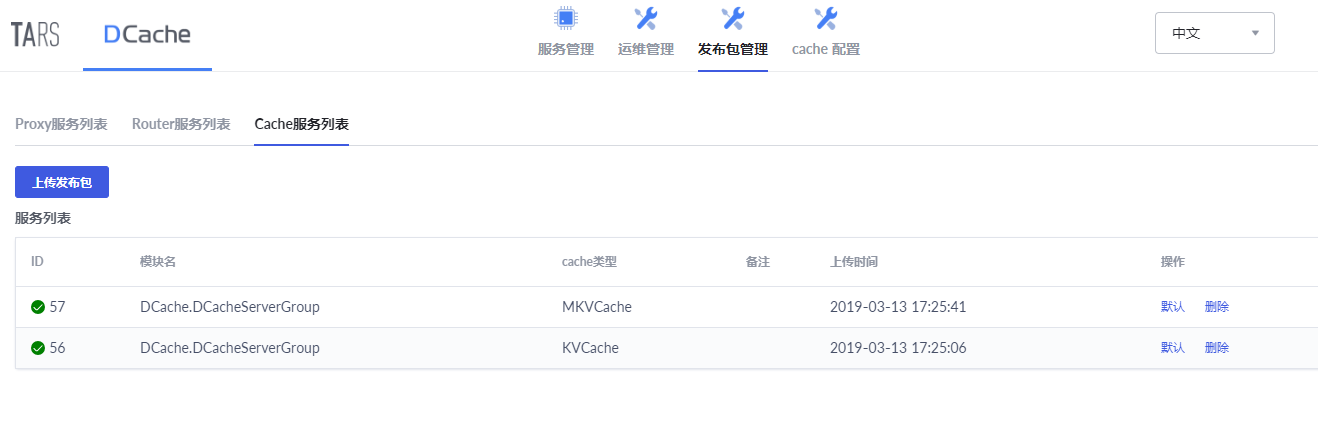 TARS DCache 服务管理 运维管理 发布包管理 cache 配置 中文
Proxy服务列表 Router服务列表 Cache服务列表
上传发布包
服务列表
ID 模块名 cache类型 备注 上传时间 操作
57 DCache.DCacheServerGroup MKVCache 2019-03-13 17:25:41 默认 删除
56 DCache.DCacheServerGroup KVCache 2019-03-13 17:25:06 默认 删除